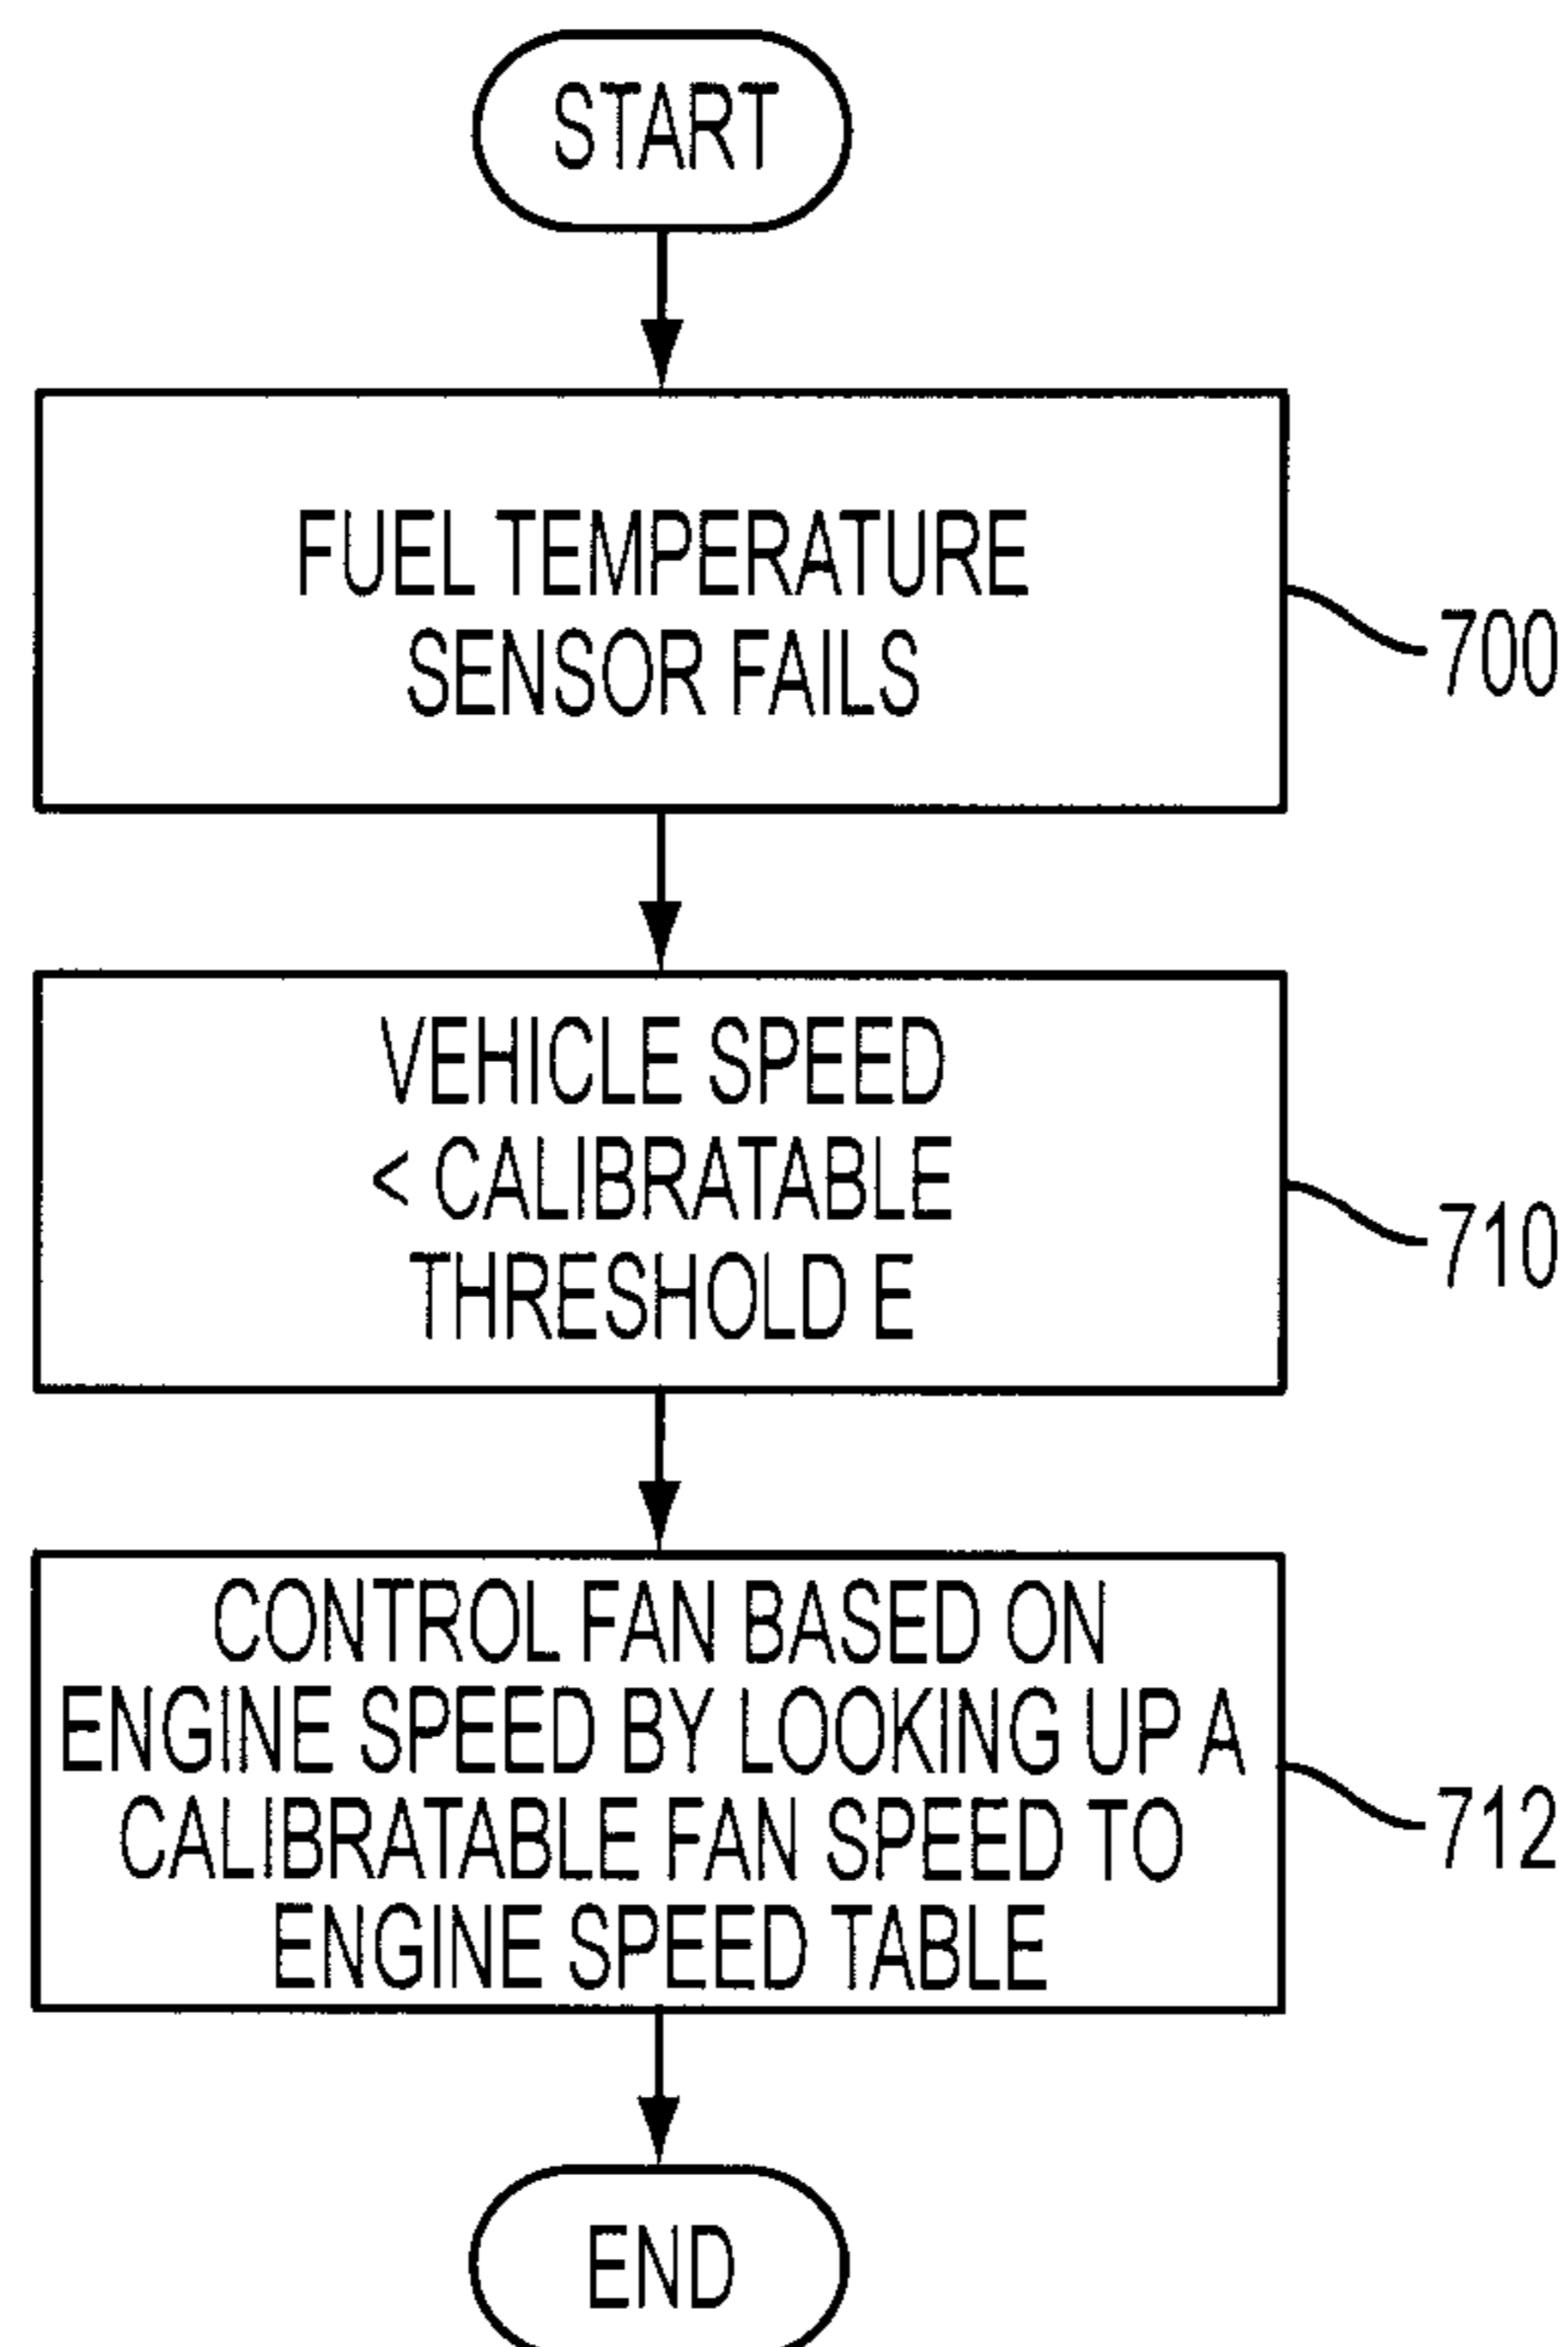 START
FUEL TEMPERATURE
SENSOR FAILS
700
VEHICLE SPEED
< CALIBRATABLE
THRESHOLD E
710
CONTROL FAN BASED ON
ENGINE SPEED BY LOOKING UP A
CALIBRATABLE FAN SPEED TO
ENGINE SPEED TABLE
712
END